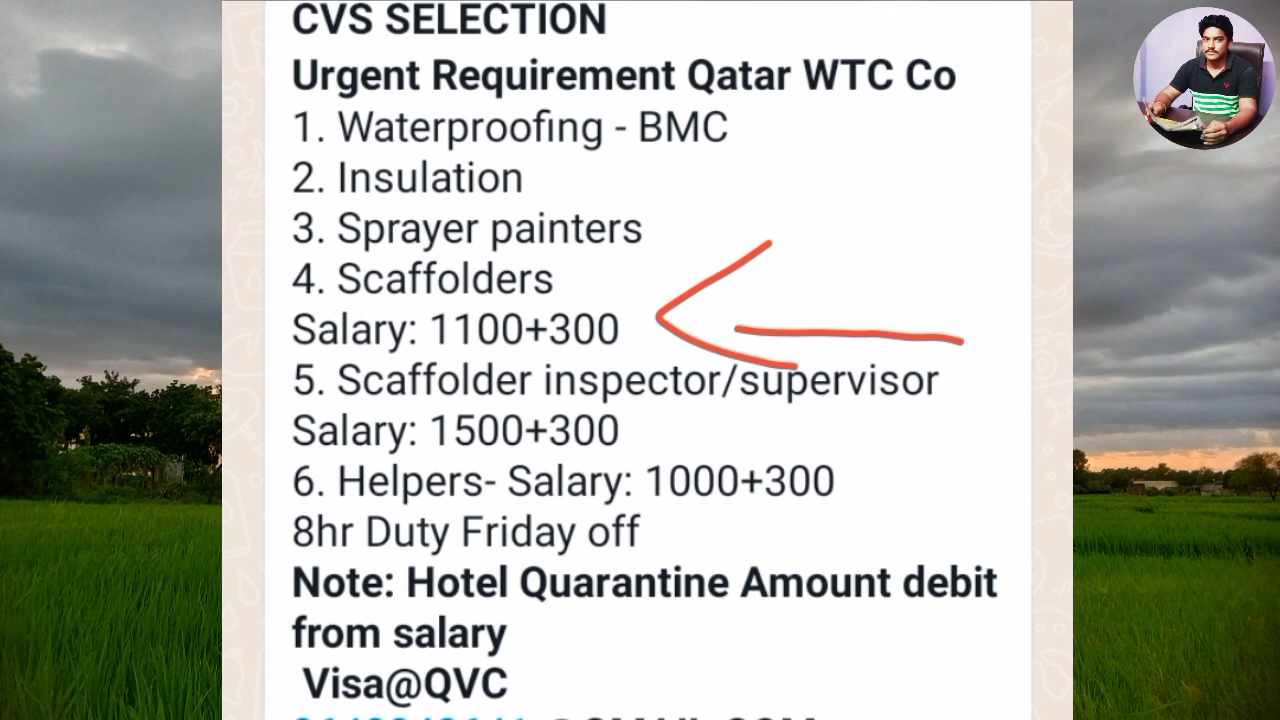 CVS SELECTION
Urgent Requirement Qatar WTC Co
1. Waterproofing - BMC
2. Insulation
3. Sprayer painters
4. Scaffolders
Salary: 1100+300
5. Scaffolder inspector/supervisor
Salary: 1500+300
6. Helpers- Salary: 1000+300
8hr Duty Friday off
Note: Hotel Quarantine Amount debit
from salary
Visa@QVC